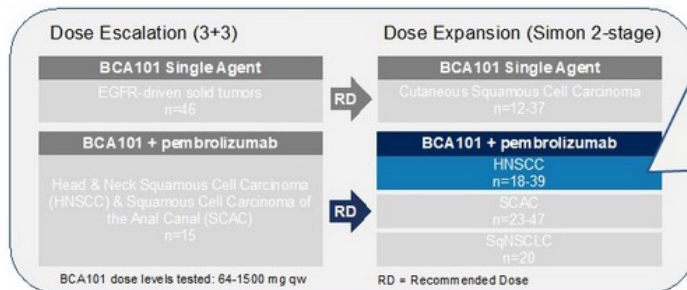 Dose Escalation (3+3)
BCA101 Single Agent
EGFR-driven solid tumors
n=46
BCA101 + pembrolizumab
Head & Neck Squamous Cell Carcinoma
(HNSCC) & Squamous Cell Carcinoma of
the Anal Canal (SCAC)
n=15
BCA101 dose levels tested: 64-1500 mg qw
RD
RD
Dose Expansion (Simon 2-stage)
BCA101 Single Agent
Cutaneous Squamous Cell Carcinoma
n=12-37
BCA101 + pembrolizumab
HNSCC
n=18-39
SCAC
n=23-47
SqNSCLC
n=20
RD = Recommended Dose